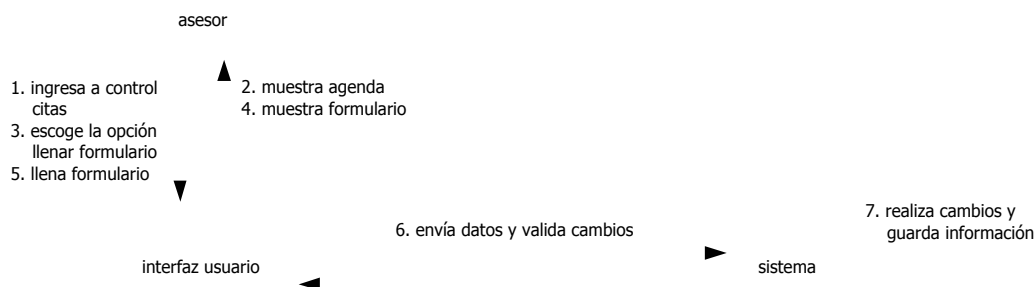 asesor
1. ingresa a control
citas
3. escoge la opción
llenar formulario
5. llena formulario
2. muestra agenda
4. muestra formulario
6. envía datos y valida cambios
7. realiza cambios y
guarda información
interfaz usuario
sistema